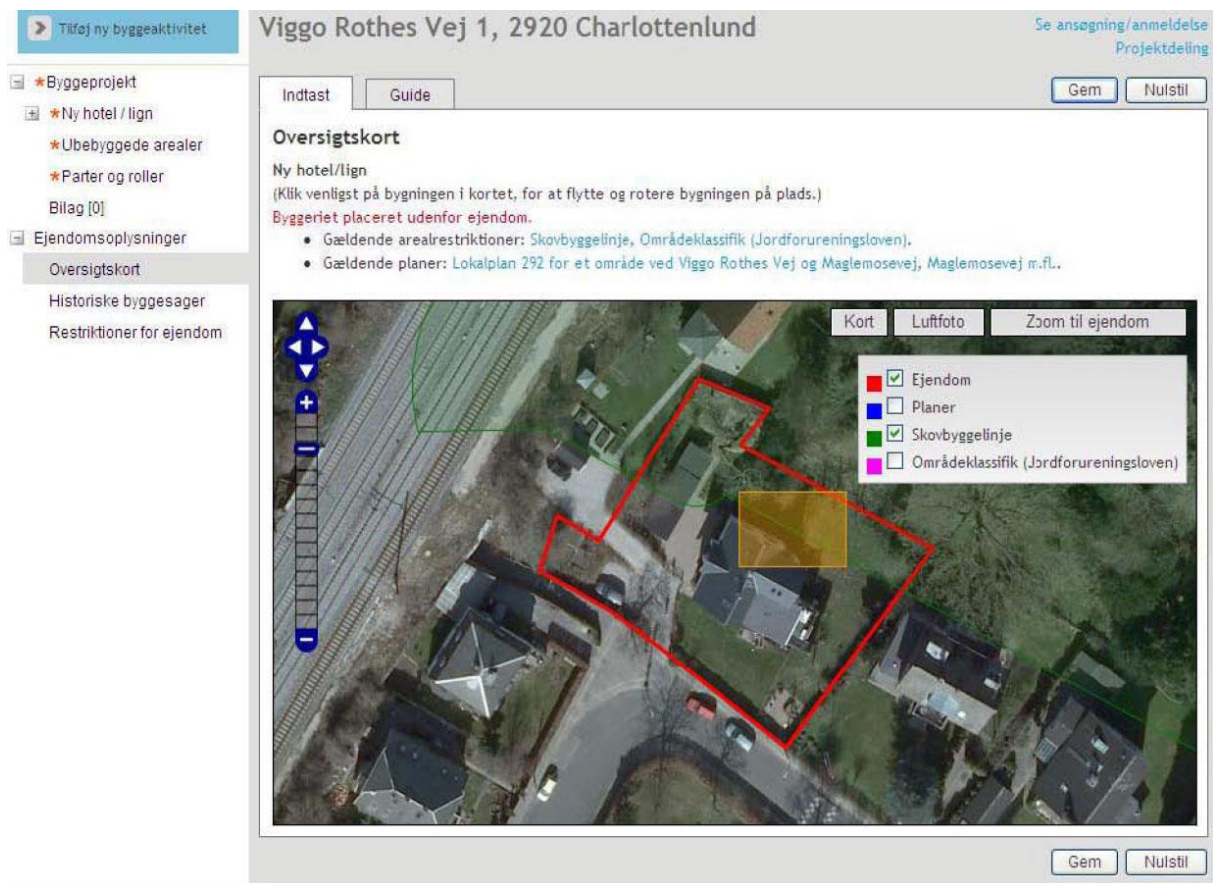 Tilføj ny byggeaktivitet
*Byggeprojekt
*Ny hotel / lign
*Ubebyggede arealer
*Parter og roller
Bilag [0]
Ejendomsoplysninger
Oversigtskort
Historiske byggesager
Restriktioner for ejendom
Viggo Rothes Vej 1, 2920 Charlottenlund
Se ansøgning/anmeldelse
Projektdeling
Indtast
Guide
Gem
Nulstil
Oversigtskort
Ny hotel/lign
(Klik venligst på bygningen i kortet, for at flytte og rotere bygningen på plads.)
Byggeriet placeret udenfor ejendom.
• Gældende arealrestriktioner: Skovbyggelinje, Områdeklassifik (Jordforureningsloven).
• Gældende planer: Lokalplan 292 for et område ved Viggo Rothes Vej og Maglemosevej, Maglemosevej m.fl..
Kort
Luftfoto
Zoom til ejendom
Ejendom
Planer
Skovbyggelinje
Områdeklassifik (Jordforureningsloven)
Gem
Nulstil